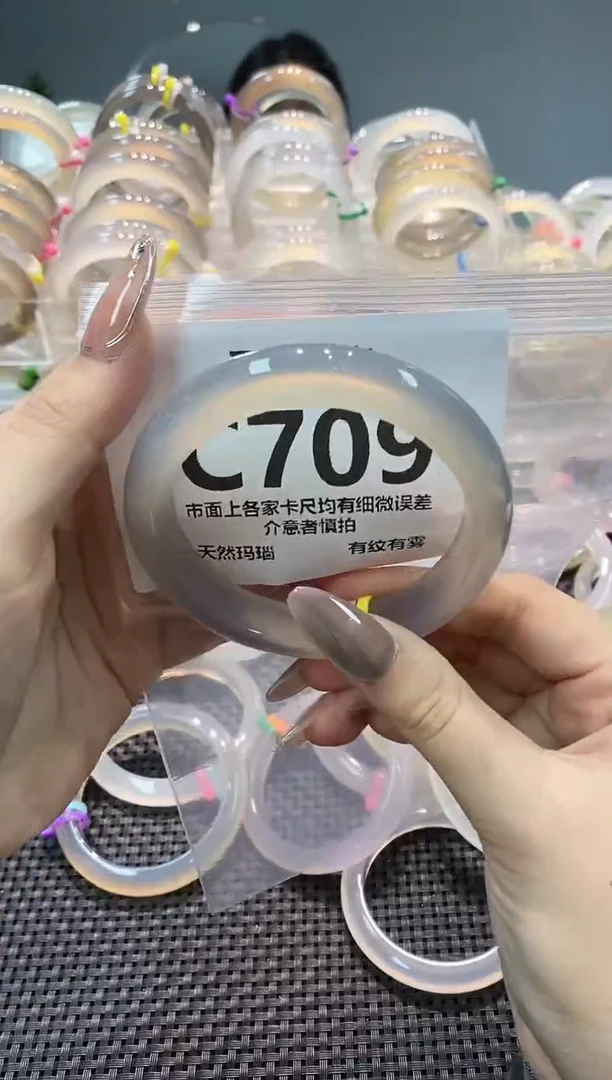 C709
市面上各家卡尺均有细微误差
介意者慎拍
天然玛瑙 有纹有雾